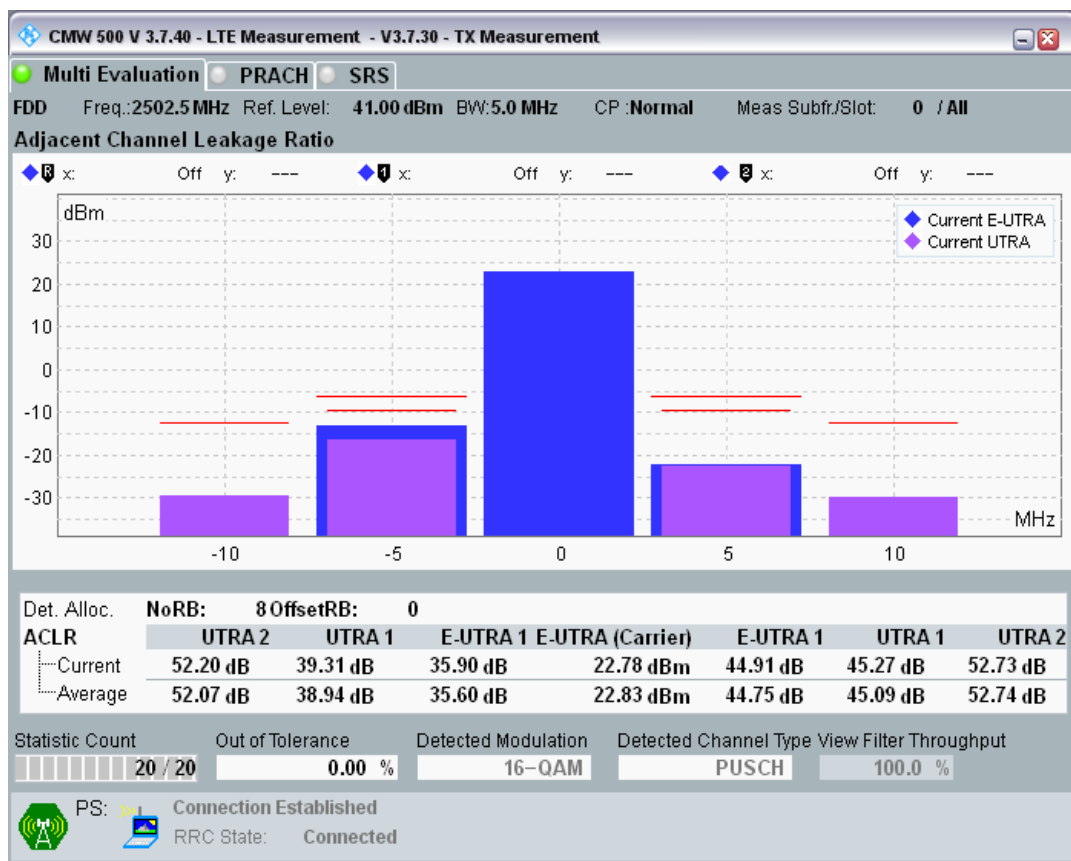 CMW 500 V 3.7.40 - LTE Measurement - V3.7.30 - TX Measurement
Multi Evaluation PRACH SRS
FDD Freq.:2502.5 MHz Ref. Level: 41.00 dBm BW:5.0 MHz CP :Normal Meas Subfr./Slot: 0 / All
Adjacent Channel Leakage Ratio
R x: Off y: --- 1 x: Off y: --- 2 x: Off y: ---
dBm
Current E-UTRA
Current UTRA
30
20
10
0
-10
-20
-30
MHz
-10 -5 0 5 10
Det. Alloc. NoRB: 8 OffsetRB: 0
ACLR UTRA 2 UTRA 1 E-UTRA 1 E-UTRA (Carrier) E-UTRA 1 UTRA 1 UTRA 2
Current 52.20 dB 39.31 dB 35.90 dB 22.78 dBm 44.91 dB 45.27 dB 52.73 dB
Average 52.07 dB 38.94 dB 35.60 dB 22.83 dBm 44.75 dB 45.09 dB 52.74 dB
Statistic Count Out of Tolerance Detected Modulation Detected Channel Type View Filter Throughput
20 / 20 0.00 % 16-QAM PUSCH 100.0 %
PS: Connection Established
RRC State: Connected